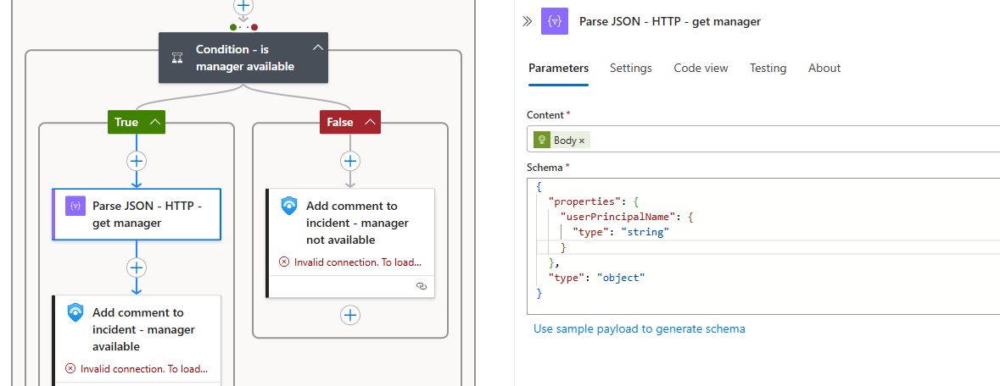 Condition - is
manager available
True
False
Parse JSON - HTTP -
get manager
Add comment to
incident - manager
not available
Invalid connection. To load...
Add comment to
incident - manager
available
Invalid connection. To load...
Parse JSON - HTTP - get manager
Parameters Settings Code view Testing About
Content *
Body ×
Schema *
{
"properties": {
"userPrincipalName": {
"type": "string"
}
},
"type": "object"
}
Use sample payload to generate schema